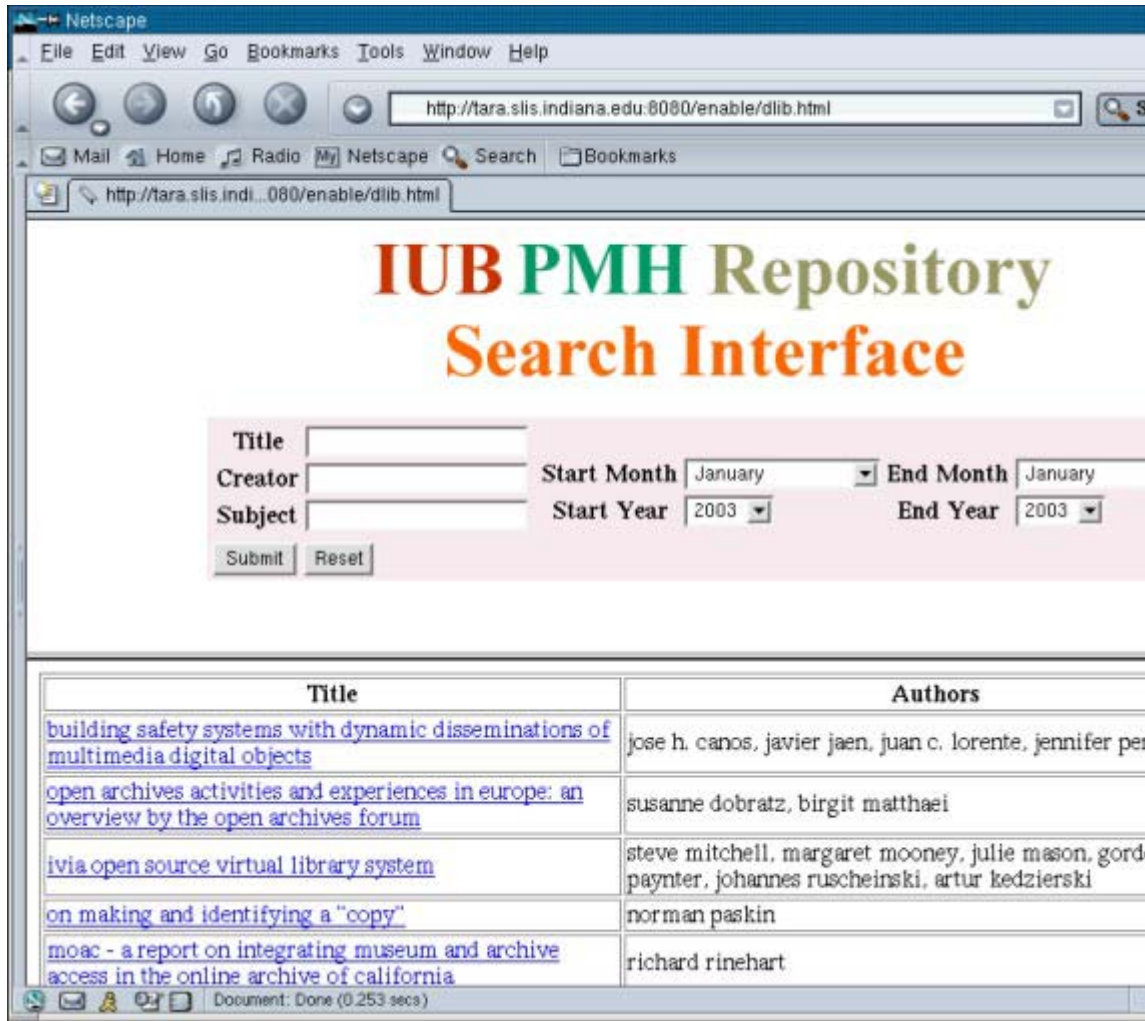 Netscape
File Edit View Go Bookmarks Tools Window Help
http://tara.slis.indiana.edu:8080/enable/dlib.html
Mail Home Radio My Netscape Search Bookmarks
http://tara.slis.indi...080/enable/dlib.html
IUB PMH Repository
Search Interface
Title
Creator Start Month January End Month January
Subject Start Year 2003 End Year 2003
Submit Reset
Title Authors
building safety systems with dynamic disseminations of
multimedia digital objects
jose h. canos, javier jaen, juan c. lorente, jennifer
open archives activities and experiences in europe: an
overview by the open archives forum
susanne dobratz, birgit matthaei
ivia open source virtual library system
steve mitchell, margaret mooney, julie mason,
paynter, johannes ruscheinski, artur kedzierski
on making and identifying a "copy"
norman paskin
moac - a report on integrating museum and archive
access in the online archive of california
richard rinehart
Document: Done (0.253 secs)